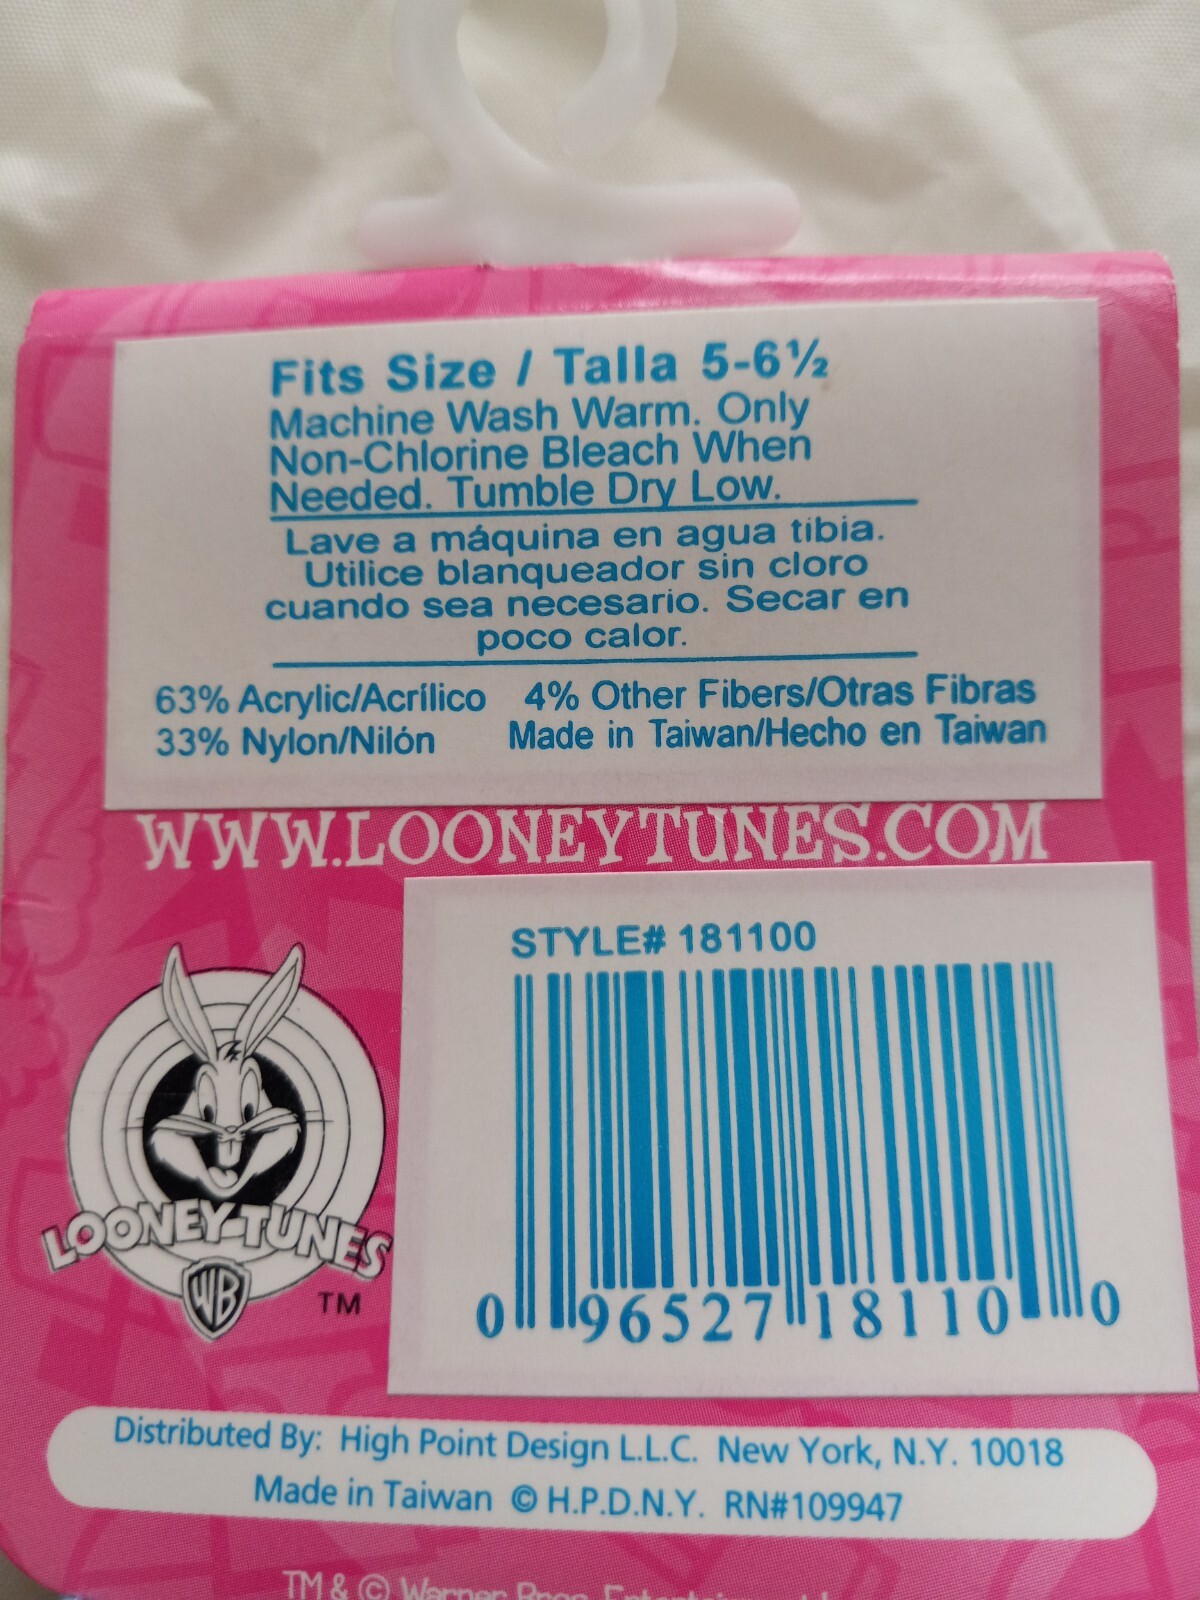 Fits Size / Talla 5-6½
Machine Wash Warm. Only
Non-Chlorine Bleach When
Needed. Tumble Dry Low.
Lave a máquina en agua tibia.
Utilice blanqueador sin cloro
cuando sea necesario. Secar en
poco calor.
63% Acrylic/Acrílico 4% Other Fibers/Otras Fibras
33% Nylon/Nilón Made in Taiwan/Hecho en Taiwan
WWW.LOONEYTUNES.COM
STYLE# 181100
0 96527 18110 0
LOONEY TUNES
WB
TM
Distributed By: High Point Design L.L.C. New York, N.Y. 10018
Made in Taiwan © H.P.D.N.Y. RN#109947
TM & © Warner Bros.